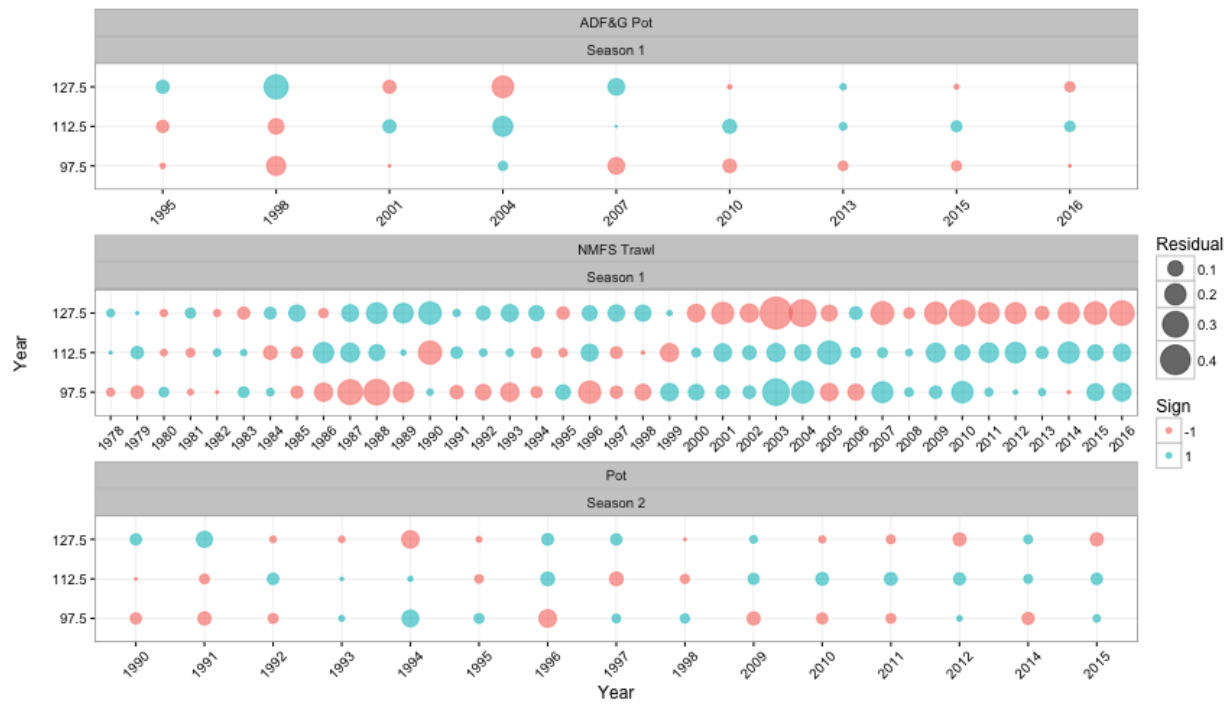 ADF&G Pot
Season 1
127.5
112.5
97.5
1995 1998 2001 2004 2007 2010 2013 2015 2016
NMFS Trawl
Season 1
127.5
112.5
97.5
1978 1979 1980 1981 1982 1983 1984 1985 1986 1987 1988 1989 1990 1991 1992 1993 1994 1995 1996 1997 1998 1999 2000 2001 2002 2003 2004 2005 2006 2007 2008 2009 2010 2011 2012 2013 2014 2015 2016
Pot
Season 2
127.5
112.5
97.5
1990 1991 1992 1993 1994 1995 1996 1997 1998 2009 2010 2011 2012 2014 2015
Year
Year
Residual
0.1
0.2
0.3
0.4
Sign
-1
1